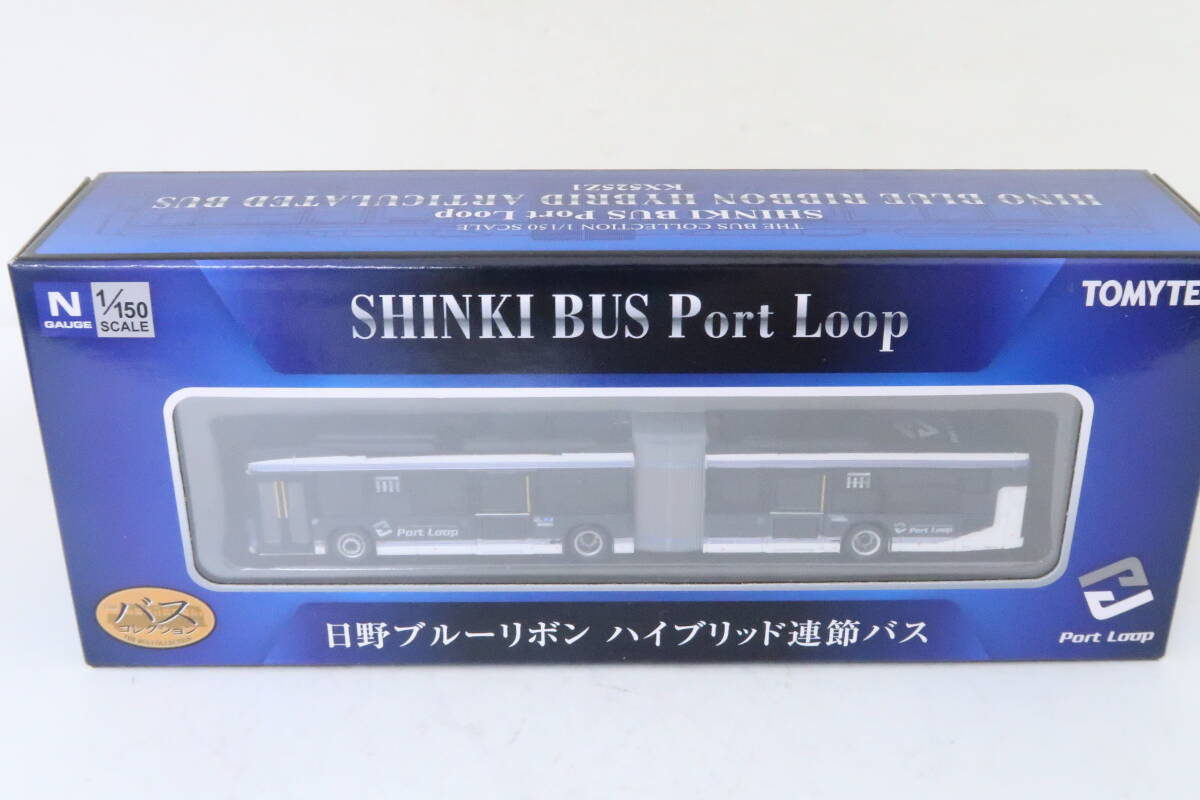 THE BUS COLLECTION 1/150 SCALE
SHINKI BUS Port Loop
HINO BLUE RIBBON HYBRID ARTICULATED BUS
KX525Z1
N
GAUGE
1/150
SCALE
SHINKI BUS Port Loop
TOMYTE
Port Loop
Port Loop
バス
コレクション
THE BUS COLLECTION
日野ブルーリボン ハイブリッド連節バス
Port Loop